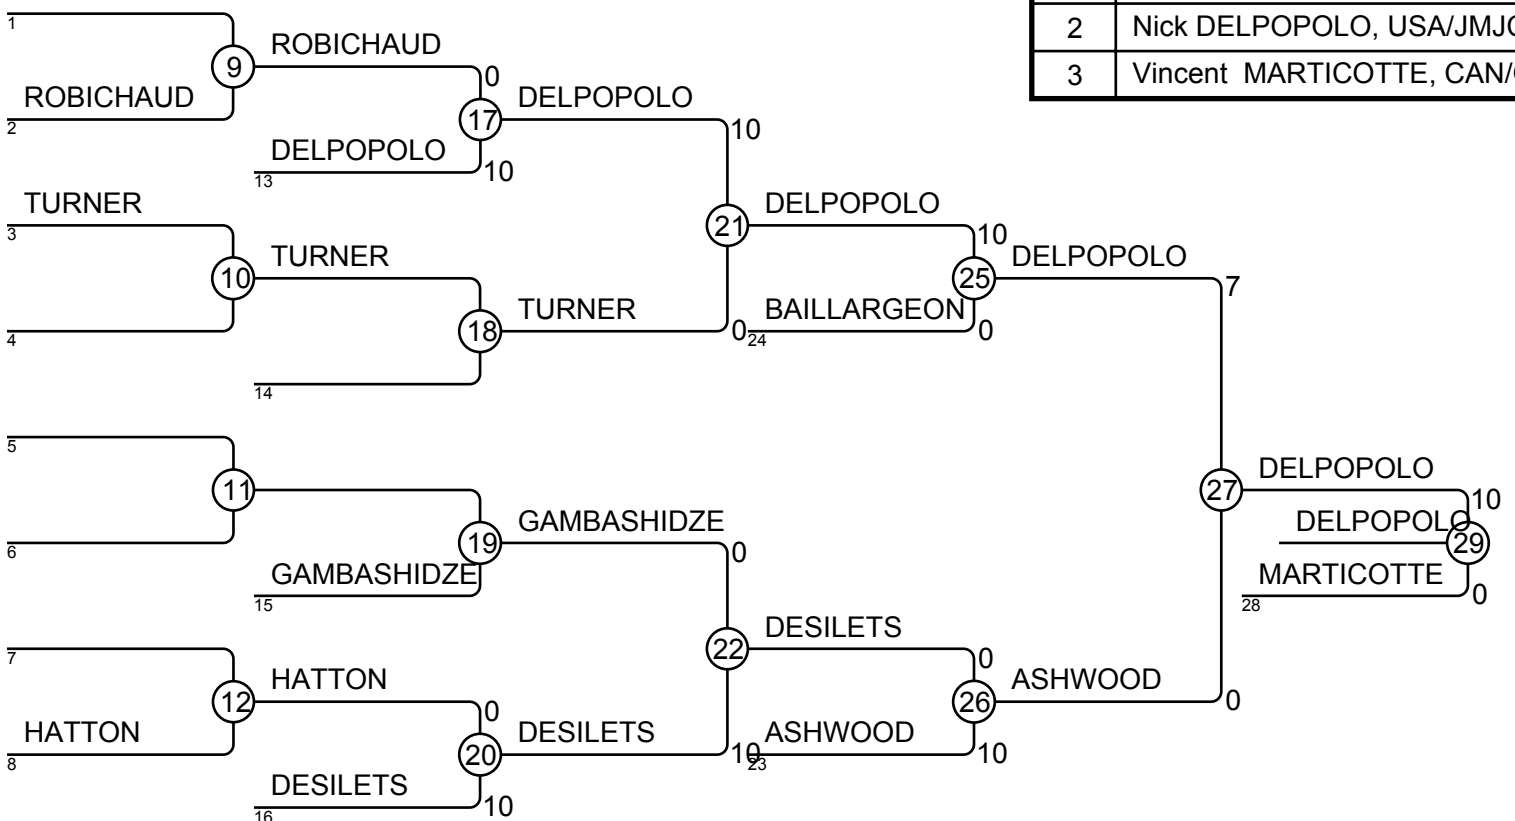 1
2 Nick DELPOPOLO, USA/JMJC
ROBICHAUD
9
0
3 Vincent MARTICOTTE, CAN/
ROBICHAUD
2
DELPOPOLO
17
10
DELPOPOLO
13
10
TURNER
3
DELPOPOLO
21
10
TURNER
10
DELPOPOLO
25
7
TURNER
18
0
BAILLARGEON
24
0
4
14
5
DELPOPOLO
27
10
11
GAMBASHIDZE
19
0
DELPOPOLO
29
6
GAMBASHIDZE
15
MARTICOTTE
28
0
7
DESILETS
22
0
HATTON
12
0
ASHWOOD
26
0
HATTON
8
DESILETS
20
10
ASHWOOD
23
10
DESILETS
16
10